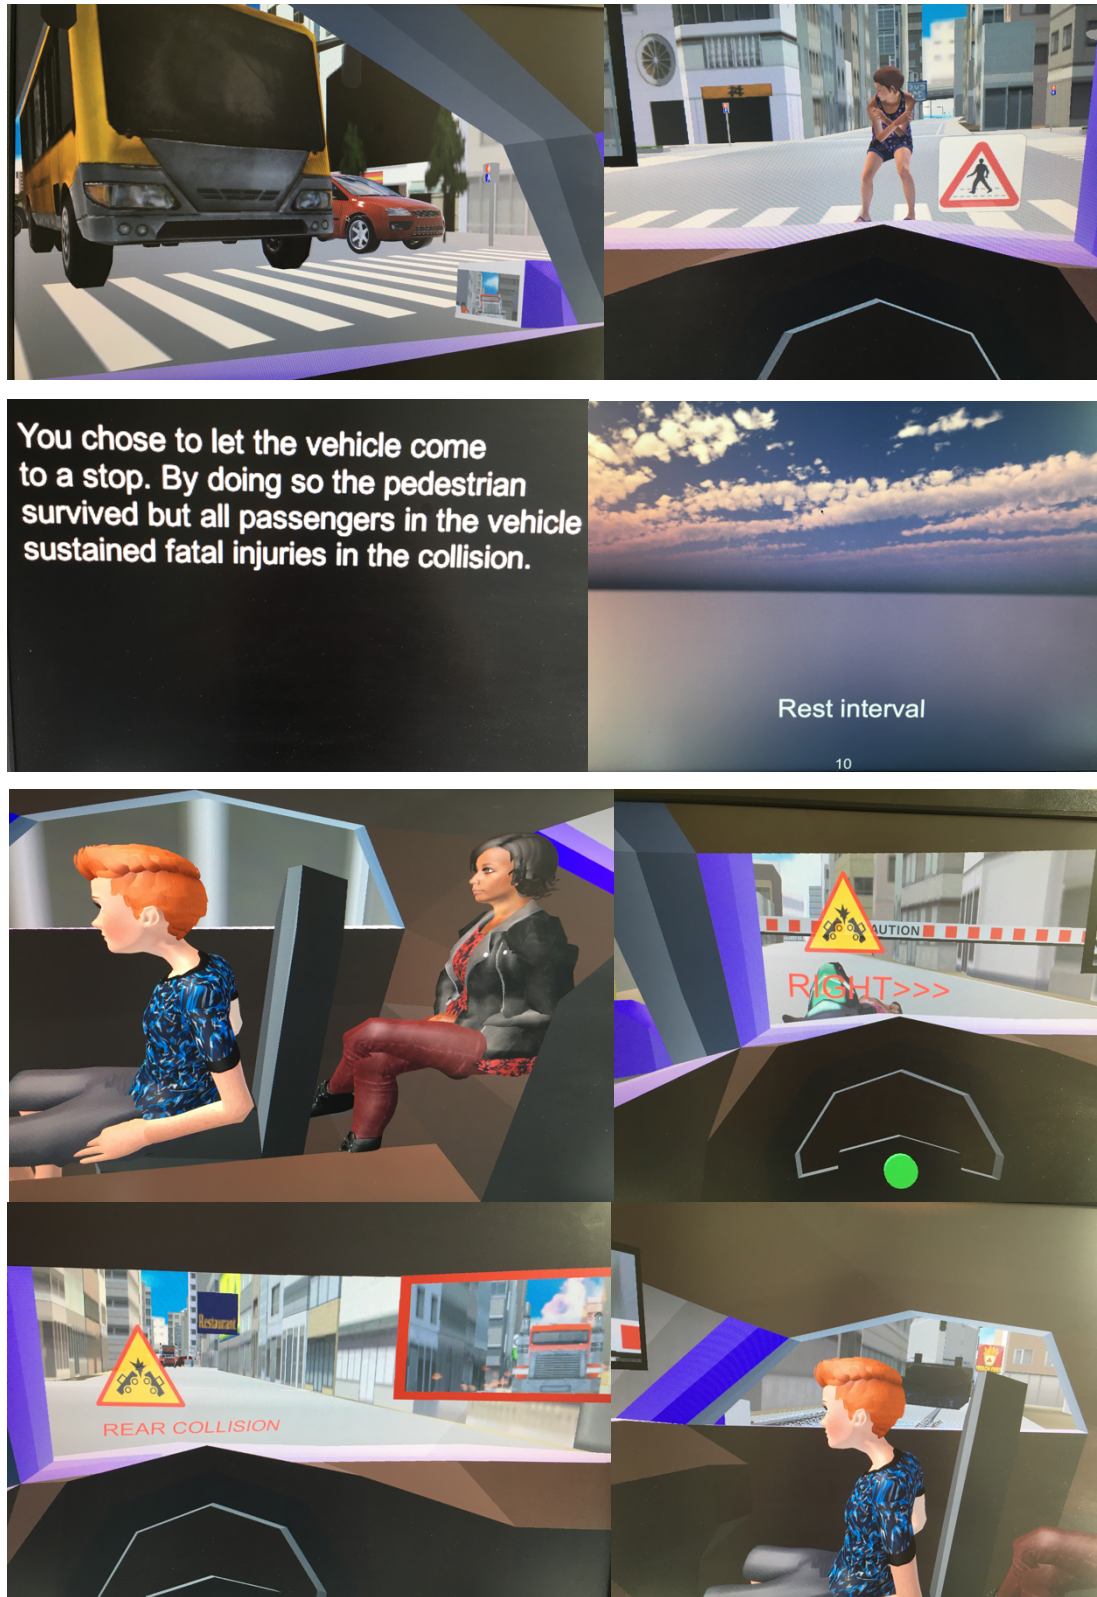 You chose to let the vehicle come
to a stop. By doing so the pedestrian
survived but all passengers in the vehicle
sustained fatal injuries in the collision.
Rest interval
10
AUTION
RIGHT>>>
Restaurant
REAR COLLISION